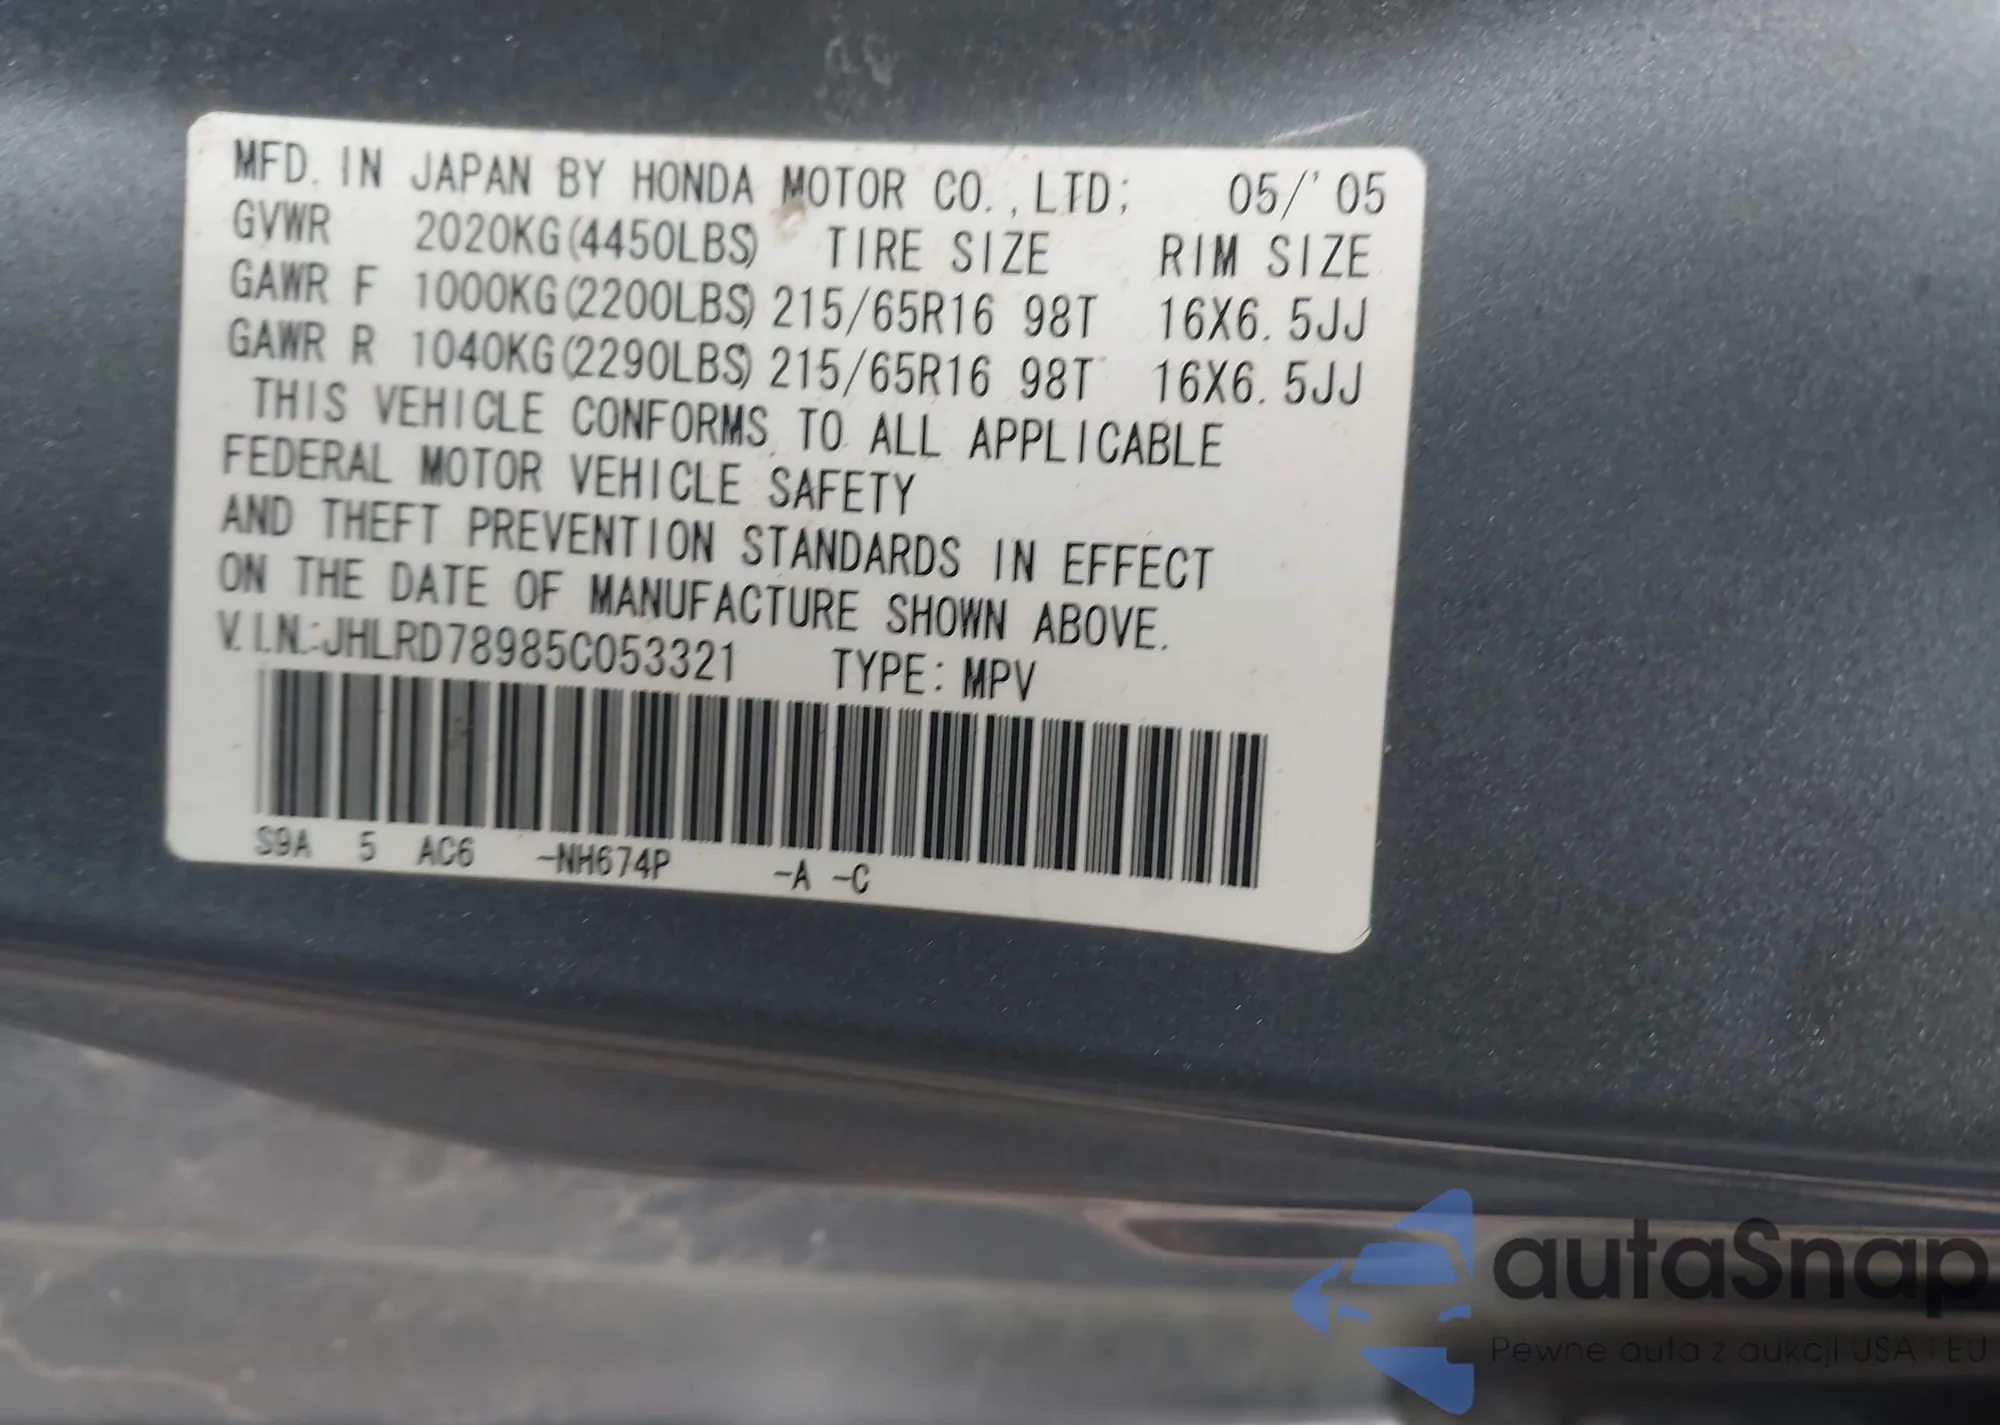 MFD. IN JAPAN BY HONDA MOTOR CO.,LTD; 05/'05
GVWR 2020KG(4450LBS) TIRE SIZE RIM SIZE
GAWR F 1000KG(2200LBS) 215/65R16 98T 16X6.5JJ
GAWR R 1040KG(2290LBS) 215/65R16 98T 16X6.5JJ
THIS VEHICLE CONFORMS TO ALL APPLICABLE
FEDERAL MOTOR VEHICLE SAFETY
AND THEFT PREVENTION STANDARDS IN EFFECT
ON THE DATE OF MANUFACTURE SHOWN ABOVE.
V.I.N.:JHLRD78985C053321 TYPE: MPV
S9A 5 AC6 -NH674P -A -C
autaSnap
Pewne auta z aukcji USA i EU